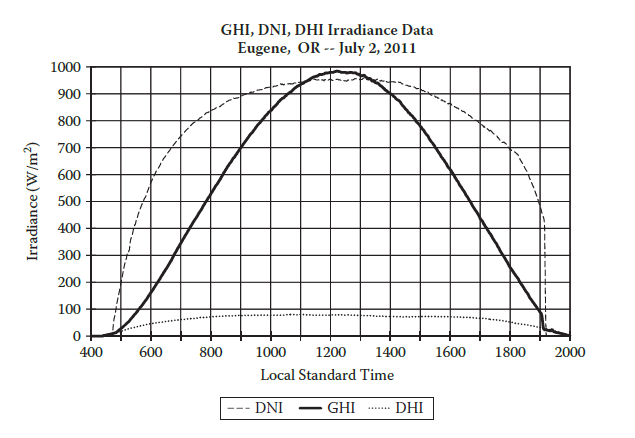 GHI, DNI, DHI Irradiance Data
Eugene, OR -- July 2, 2011
Irradiance (W/m²)
1000
900
800
700
600
500
400
300
200
100
0
400 600 800 1000 1200 1400 1600 1800 2000
Local Standard Time
DNI GHI DHI